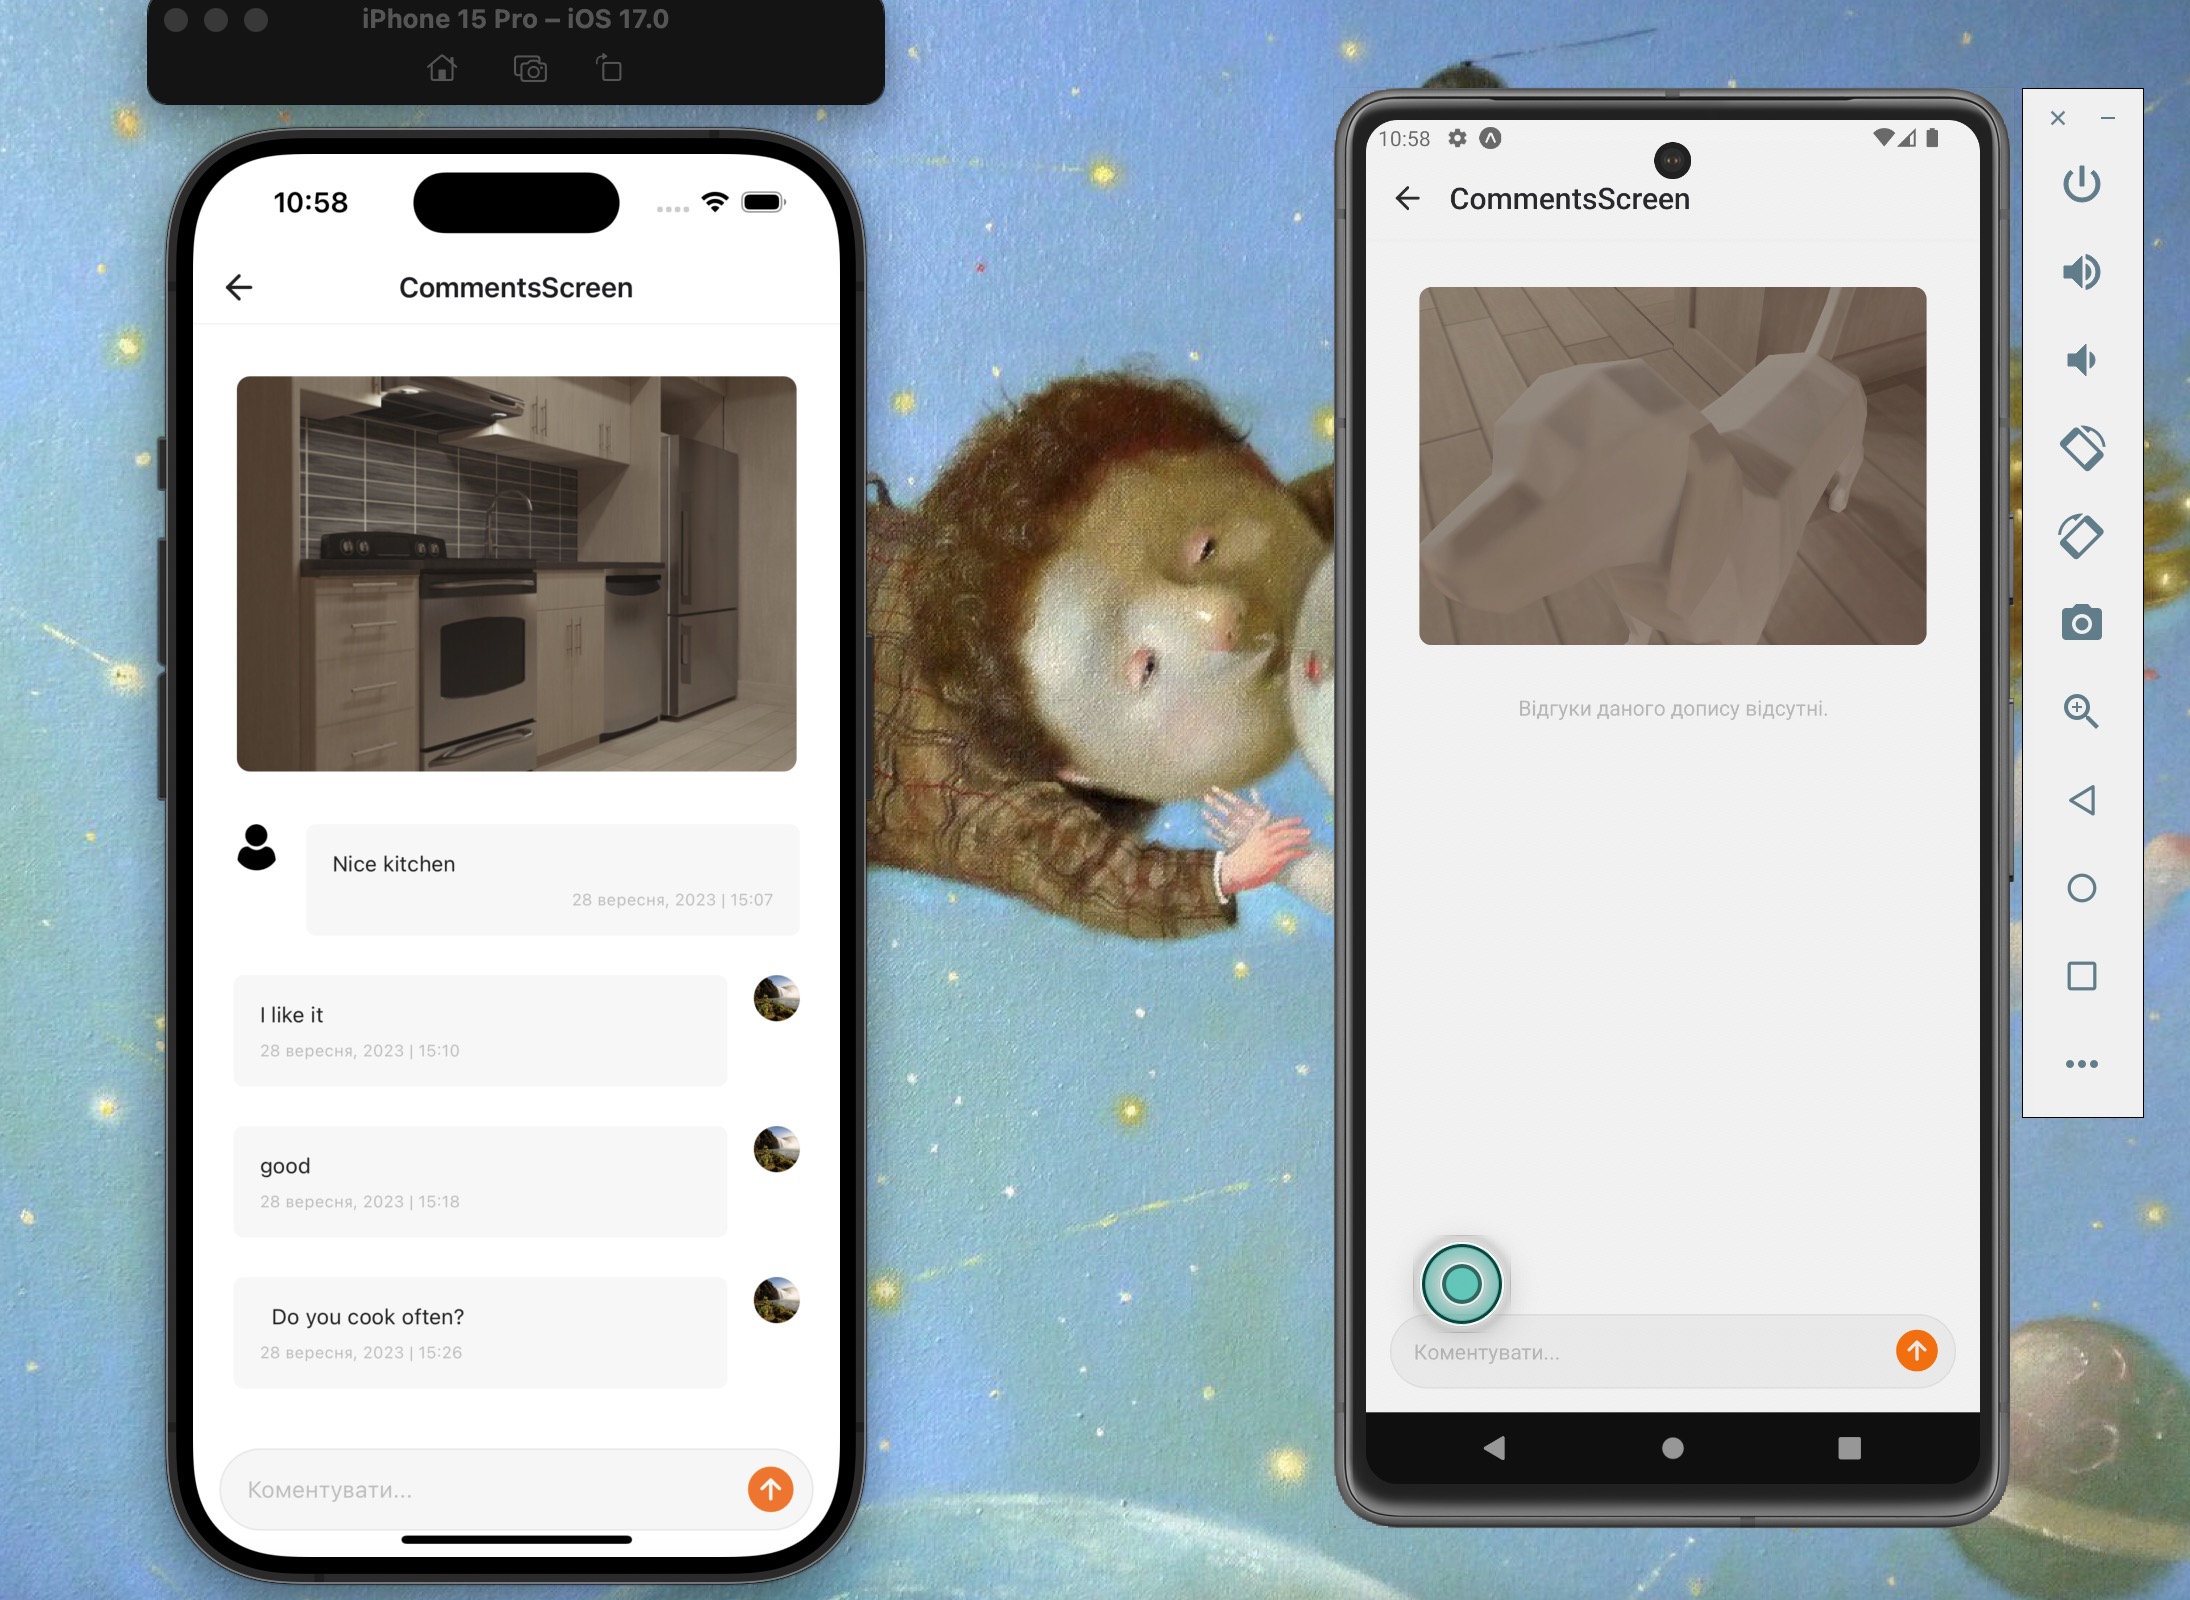 iPhone 15 Pro – iOS 17.0
10:58
CommentsScreen
Nice kitchen
28 вересня, 2023 | 15:07
I like it
28 вересня, 2023 | 15:10
good
28 вересня, 2023 | 15:18
Do you cook often?
28 вересня, 2023 | 15:26
Коментувати...
10:58
CommentsScreen
Відгуки даного допису відсутні.
Коментувати...